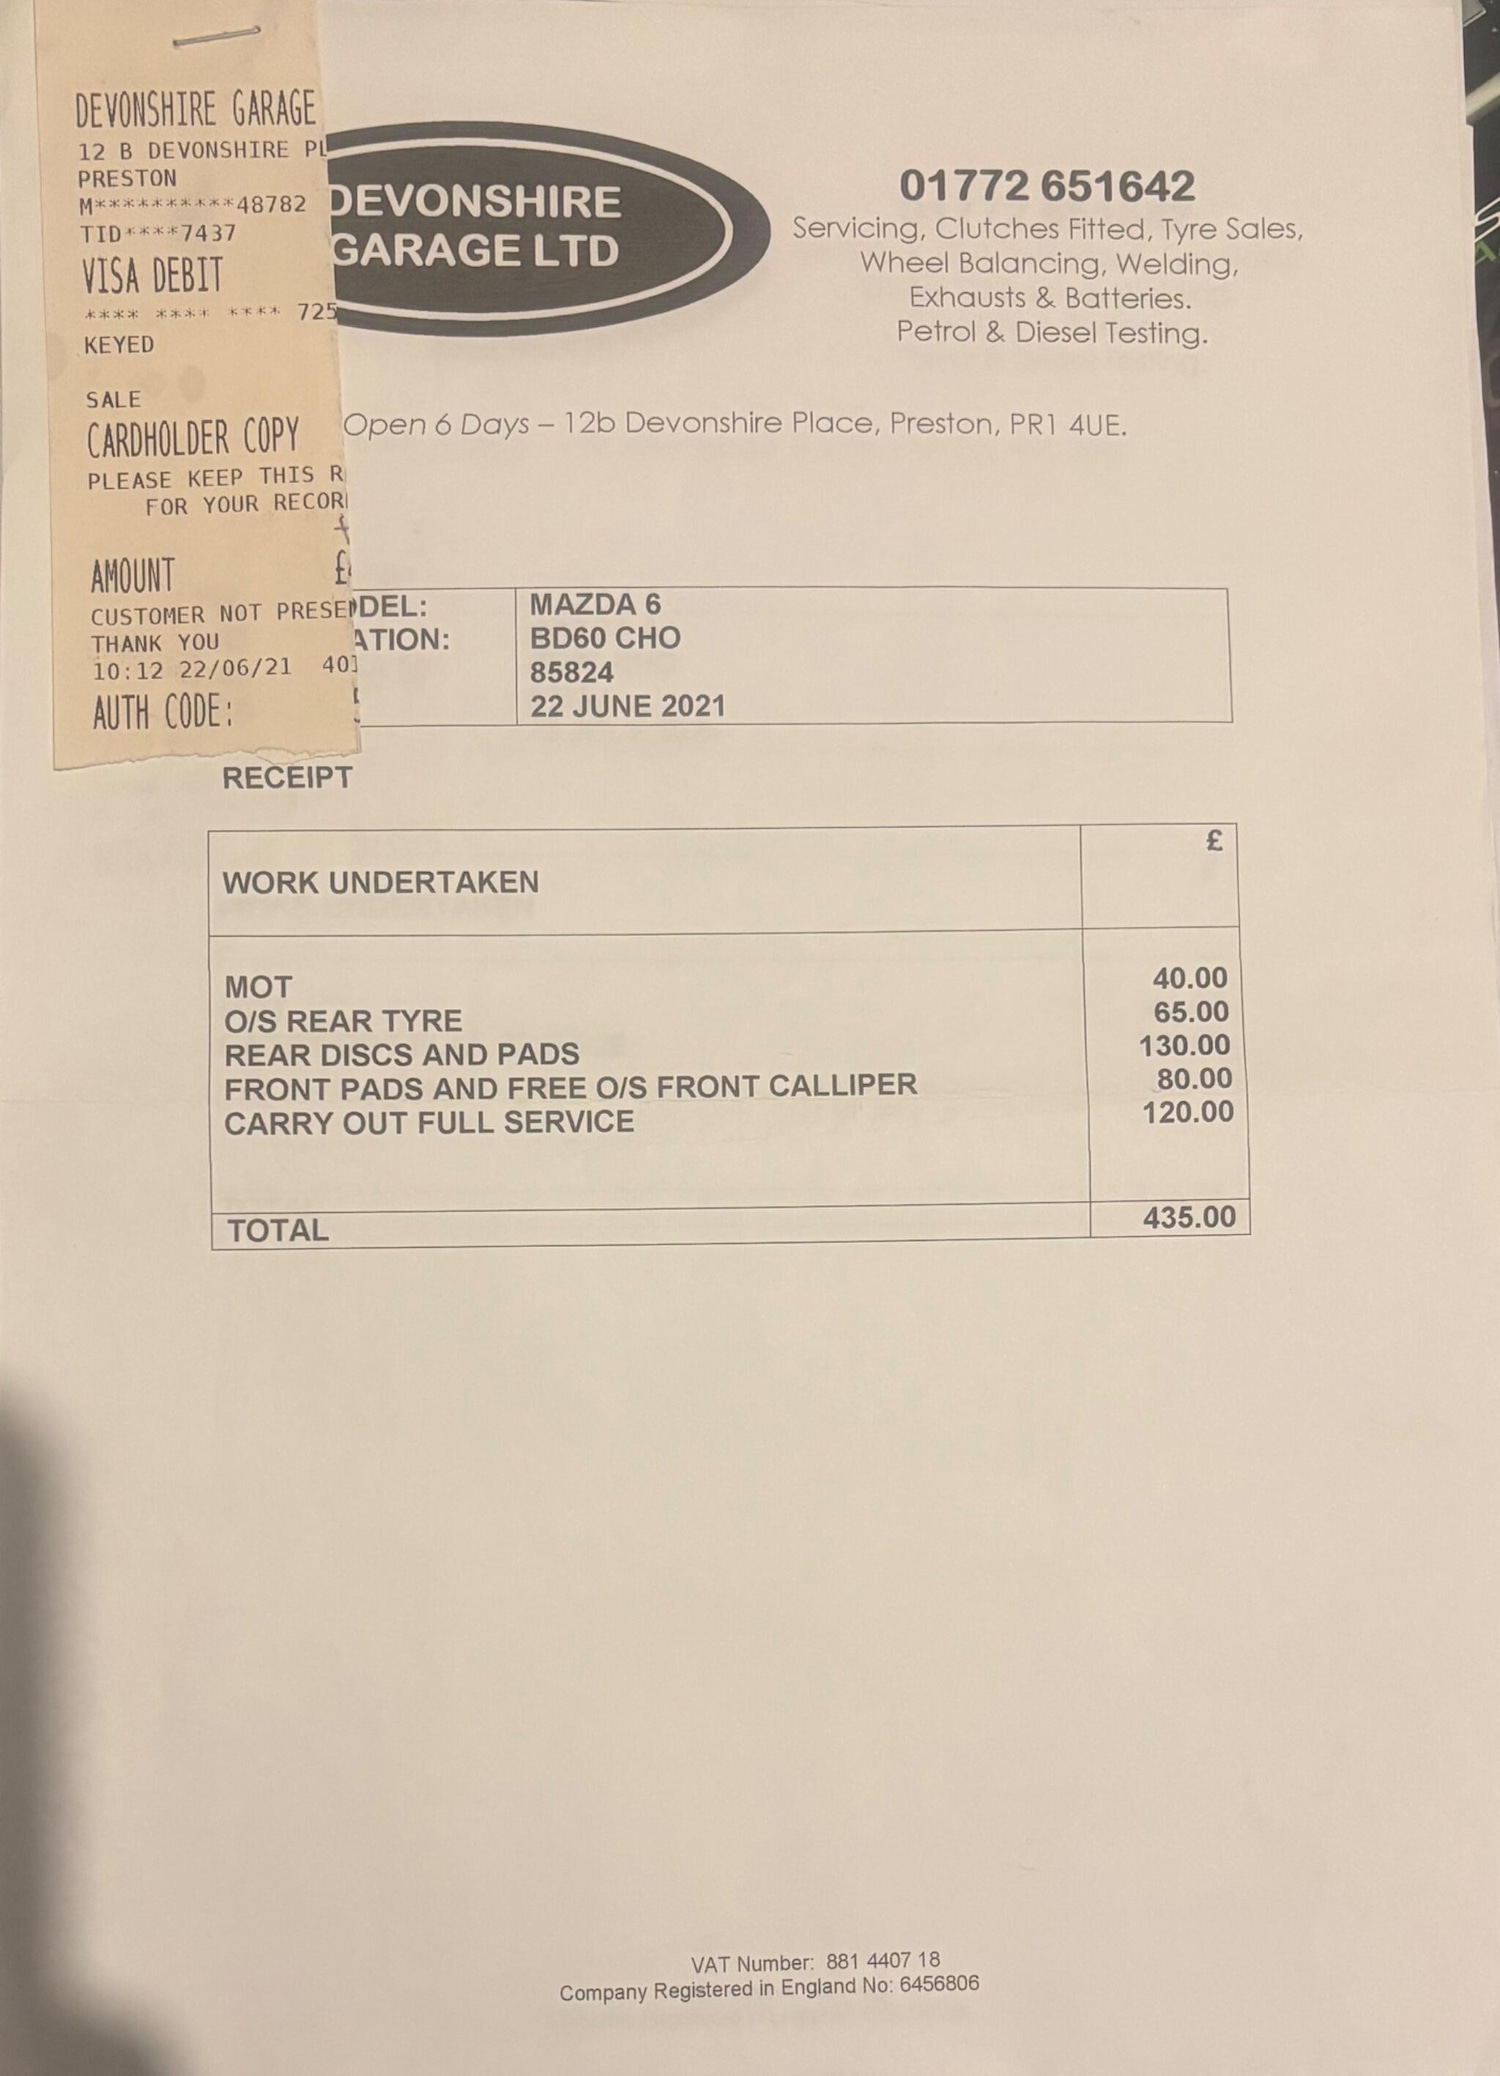 DEVONSHIRE GARAGE
12 B DEVONSHIRE PL
PRESTON
M**********48782
TID****7437
VISA DEBIT
**** **** **** 725
KEYED
SALE
CARDHOLDER COPY
PLEASE KEEP THIS R
FOR YOUR RECOR
AMOUNT £
CUSTOMER NOT PRESE
THANK YOU
10:12 22/06/21 40
AUTH CODE:
DEVONSHIRE
GARAGE LTD
01772 651642
Servicing, Clutches Fitted, Tyre Sales,
Wheel Balancing, Welding,
Exhausts & Batteries.
Petrol & Diesel Testing.
Open 6 Days – 12b Devonshire Place, Preston, PR1 4UE.
DEL: MAZDA 6
ATION: BD60 CHO
85824
22 JUNE 2021
RECEIPT
WORK UNDERTAKEN £
MOT 40.00
O/S REAR TYRE 65.00
REAR DISCS AND PADS 130.00
FRONT PADS AND FREE O/S FRONT CALLIPER 80.00
CARRY OUT FULL SERVICE 120.00
TOTAL 435.00
VAT Number: 881 4407 18
Company Registered in England No: 6456806